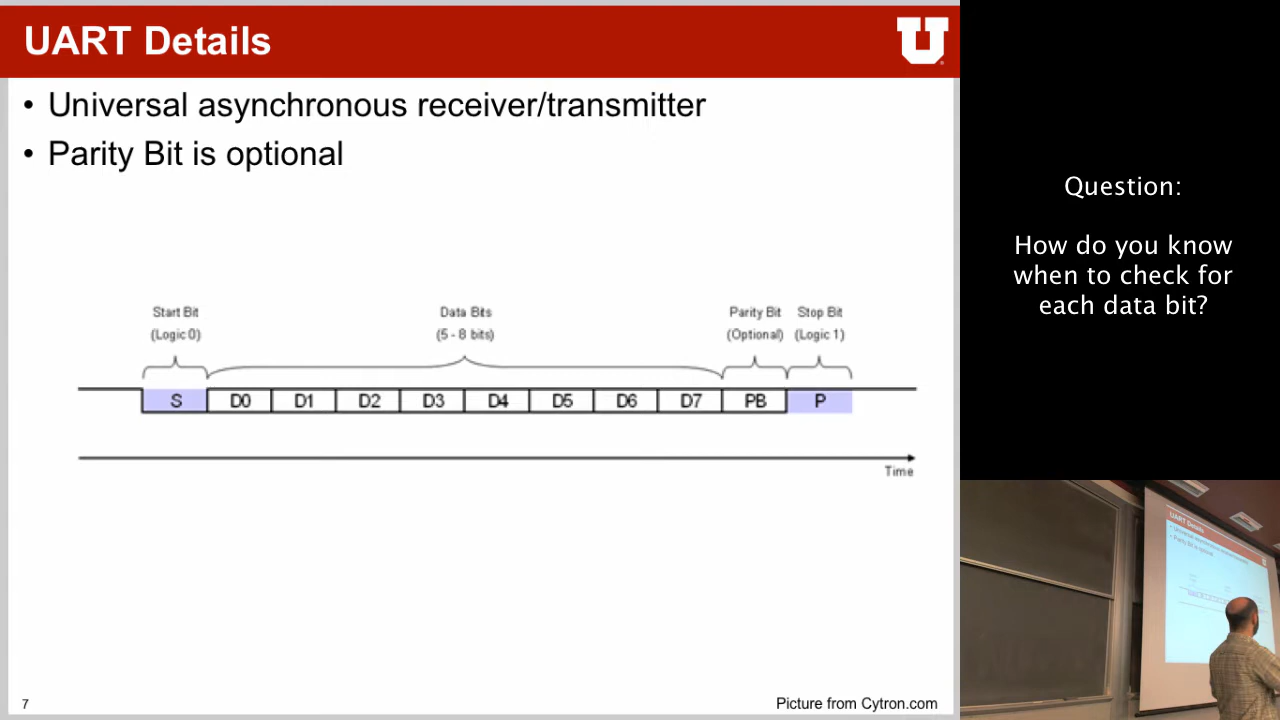 UART Details
• Universal asynchronous receiver/transmitter
• Parity Bit is optional
Start Bit
(Logic 0)
Data Bits
(5 - 8 bits)
Parity Bit
(Optional)
Stop Bit
(Logic 1)
S D0 D1 D2 D3 D4 D5 D6 D7 PB P
Time
7
Picture from Cytron.com
Question:
How do you know
when to check for
each data bit?
UART Details